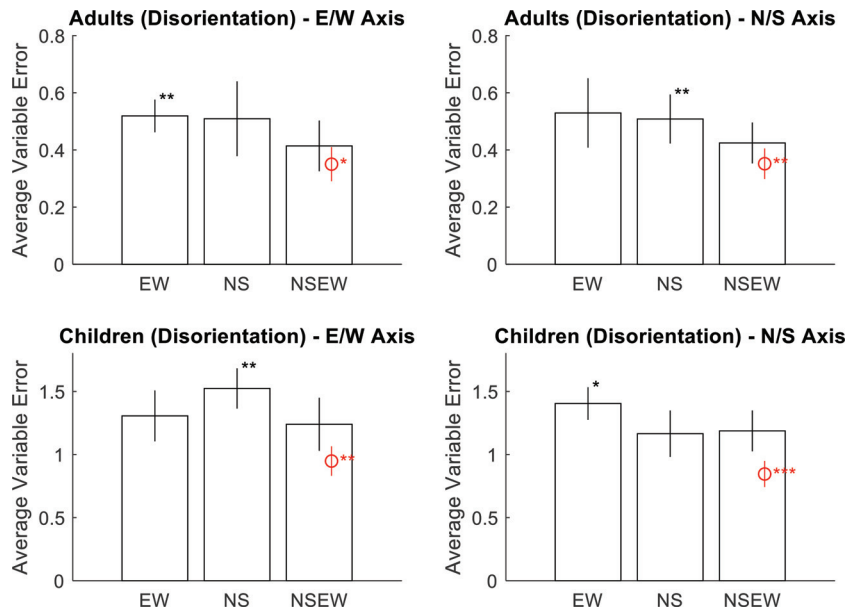 Adults (Disorientation) - E/W Axis
Average Variable Error
0.8
0.6
0.4
0.2
0
**
*
EW NS NSEW
Adults (Disorientation) - N/S Axis
Average Variable Error
0.8
0.6
0.4
0.2
0
**
**
EW NS NSEW
Children (Disorientation) - E/W Axis
Average Variable Error
1.5
1
0.5
0
**
**
EW NS NSEW
Children (Disorientation) - N/S Axis
Average Variable Error
1.5
1
0.5
0
*
***
EW NS NSEW